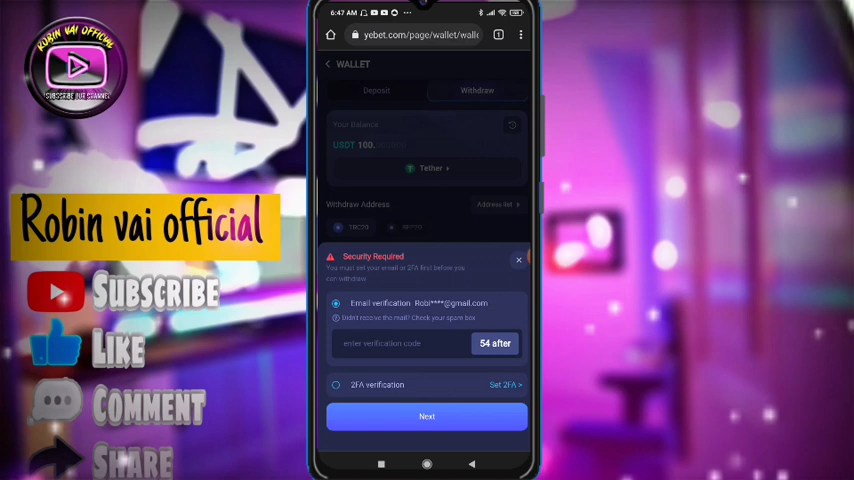 ROBIN VAI OFFICIAL
SUBSCRIBE OUR CHANNEL
Robin vai official
SUBSCRIBE
LIKE
COMMENT
SHARE
6:47 AM
yebet.com/page/wallet/wall
1
WALLET
Deposit
Withdraw
Your Balance
USDT 100.
Tether
Withdraw Address
Address list
TRC20
Security Required
You must set your email or 2FA first before you
can withdraw
Email verification Robi****@gmail.com
Didn't receive the mail? Check your spam box
enter verification code
54 after
2FA verification
Set 2FA >
Next